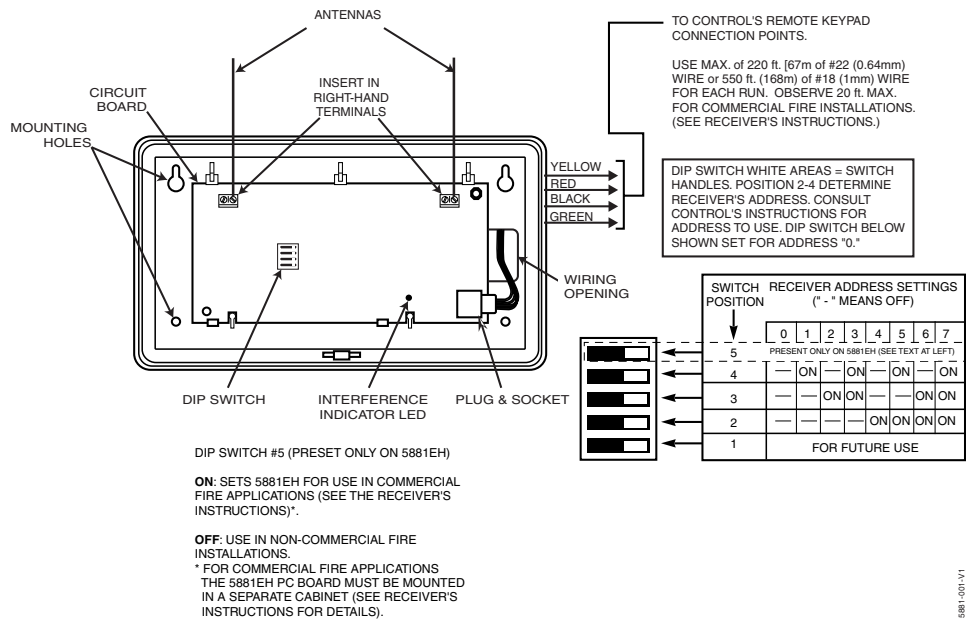 ANTENNAS
INSERT IN
RIGHT-HAND
TERMINALS
CIRCUIT
BOARD
MOUNTING
HOLES
TO CONTROL'S REMOTE KEYPAD
CONNECTION POINTS.
USE MAX. of 220 ft. [67m of #22 (0.64mm)
WIRE or 550 ft. (168m) of #18 (1mm) WIRE
FOR EACH RUN. OBSERVE 20 ft. MAX.
FOR COMMERCIAL FIRE INSTALLATIONS.
(SEE RECEIVER'S INSTRUCTIONS.)
YELLOW
RED
BLACK
GREEN
DIP SWITCH WHITE AREAS = SWITCH
HANDLES. POSITION 2-4 DETERMINE
RECEIVER'S ADDRESS. CONSULT
CONTROL'S INSTRUCTIONS FOR
ADDRESS TO USE. DIP SWITCH BELOW
SHOWN SET FOR ADDRESS "0."
WIRING
OPENING
DIP SWITCH
INTERFERENCE
INDICATOR LED
PLUG & SOCKET
SWITCH
POSITION
RECEIVER ADDRESS SETTINGS
(" - " MEANS OFF)
0 1 2 3 4 5 6 7
5 PRESENT ONLY ON 5881EH (SEE TEXT AT LEFT)
4 — ON — ON — ON — ON
3 — — ON ON — — ON ON
2 — — — — ON ON ON ON
1 FOR FUTURE USE
DIP SWITCH #5 (PRESET ONLY ON 5881EH)
ON: SETS 5881EH FOR USE IN COMMERCIAL
FIRE APPLICATIONS (SEE THE RECEIVER'S
INSTRUCTIONS)*.
OFF: USE IN NON-COMMERCIAL FIRE
INSTALLATIONS.
* FOR COMMERCIAL FIRE APPLICATIONS
THE 5881EH PC BOARD MUST BE MOUNTED
IN A SEPARATE CABINET (SEE RECEIVER'S
INSTRUCTIONS FOR DETAILS).
5881-001-V1